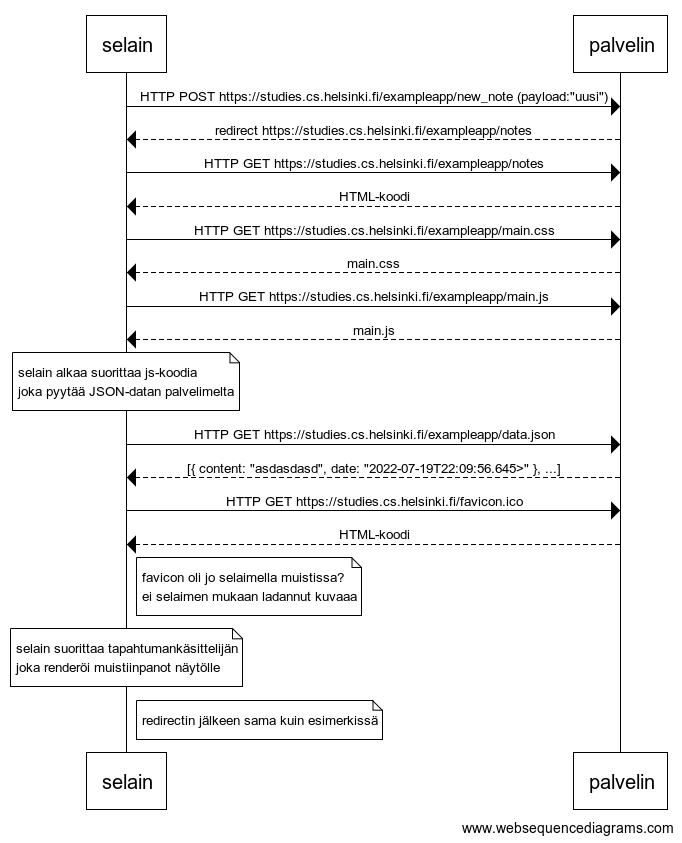 selain
palvelin
HTTP POST https://studies.cs.helsinki.fi/exampleapp/new_note (payload:"uusi")
redirect https://studies.cs.helsinki.fi/exampleapp/notes
HTTP GET https://studies.cs.helsinki.fi/exampleapp/notes
HTML-koodi
HTTP GET https://studies.cs.helsinki.fi/exampleapp/main.css
main.css
HTTP GET https://studies.cs.helsinki.fi/exampleapp/main.js
main.js
selain alkaa suorittaa js-koodia
joka pyytää JSON-datan palvelimelta
HTTP GET https://studies.cs.helsinki.fi/exampleapp/data.json
[{ content: "asdasdasd", date: "2022-07-19T22:09:56.645>" }, ...]
HTTP GET https://studies.cs.helsinki.fi/favicon.ico
HTML-koodi
favicon oli jo selaimella muistissa?
ei selaimen mukaan ladannut kuvaaa
selain suorittaa tapahtumankäsittelijän
joka renderöi muistiinpanot näytölle
redirectin jälkeen sama kuin esimerkissä
selain
palvelin
www.websequencediagrams.com